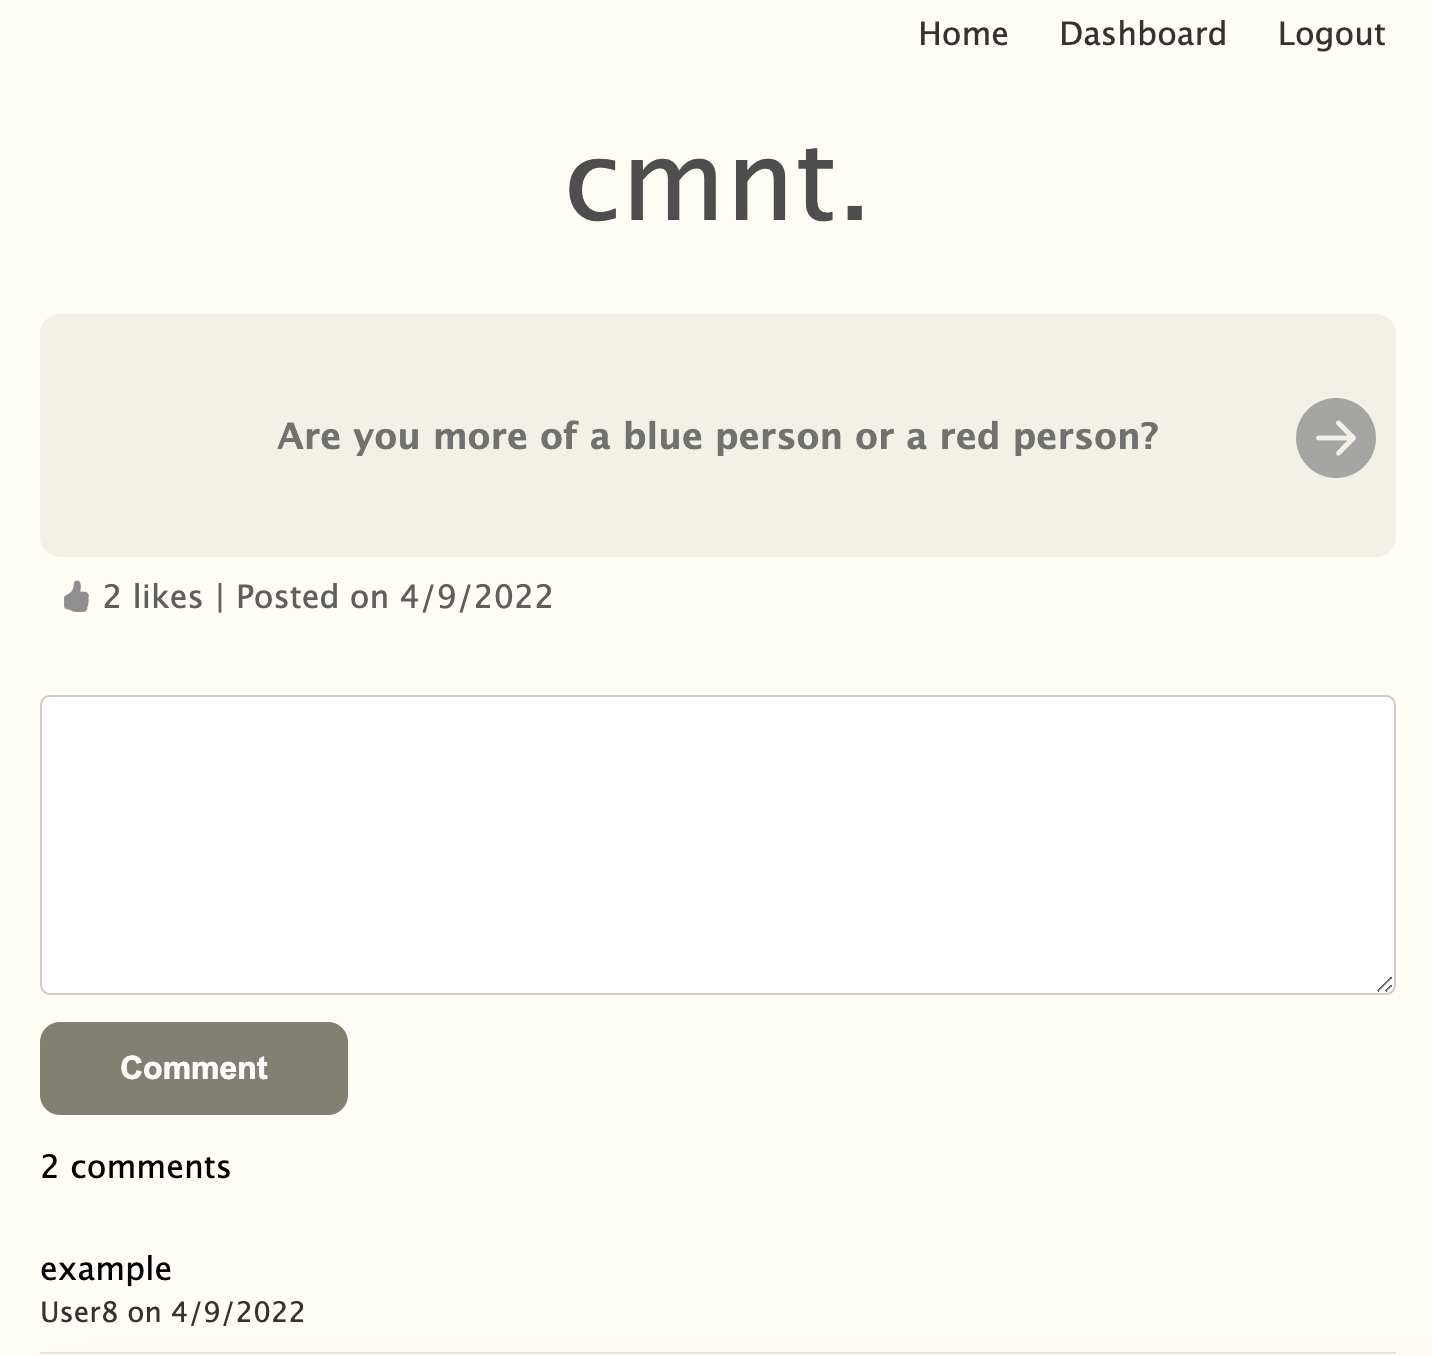 Home Dashboard Logout
cmnt.
Are you more of a blue person or a red person?
2 likes | Posted on 4/9/2022
Comment
2 comments
example
User8 on 4/9/2022